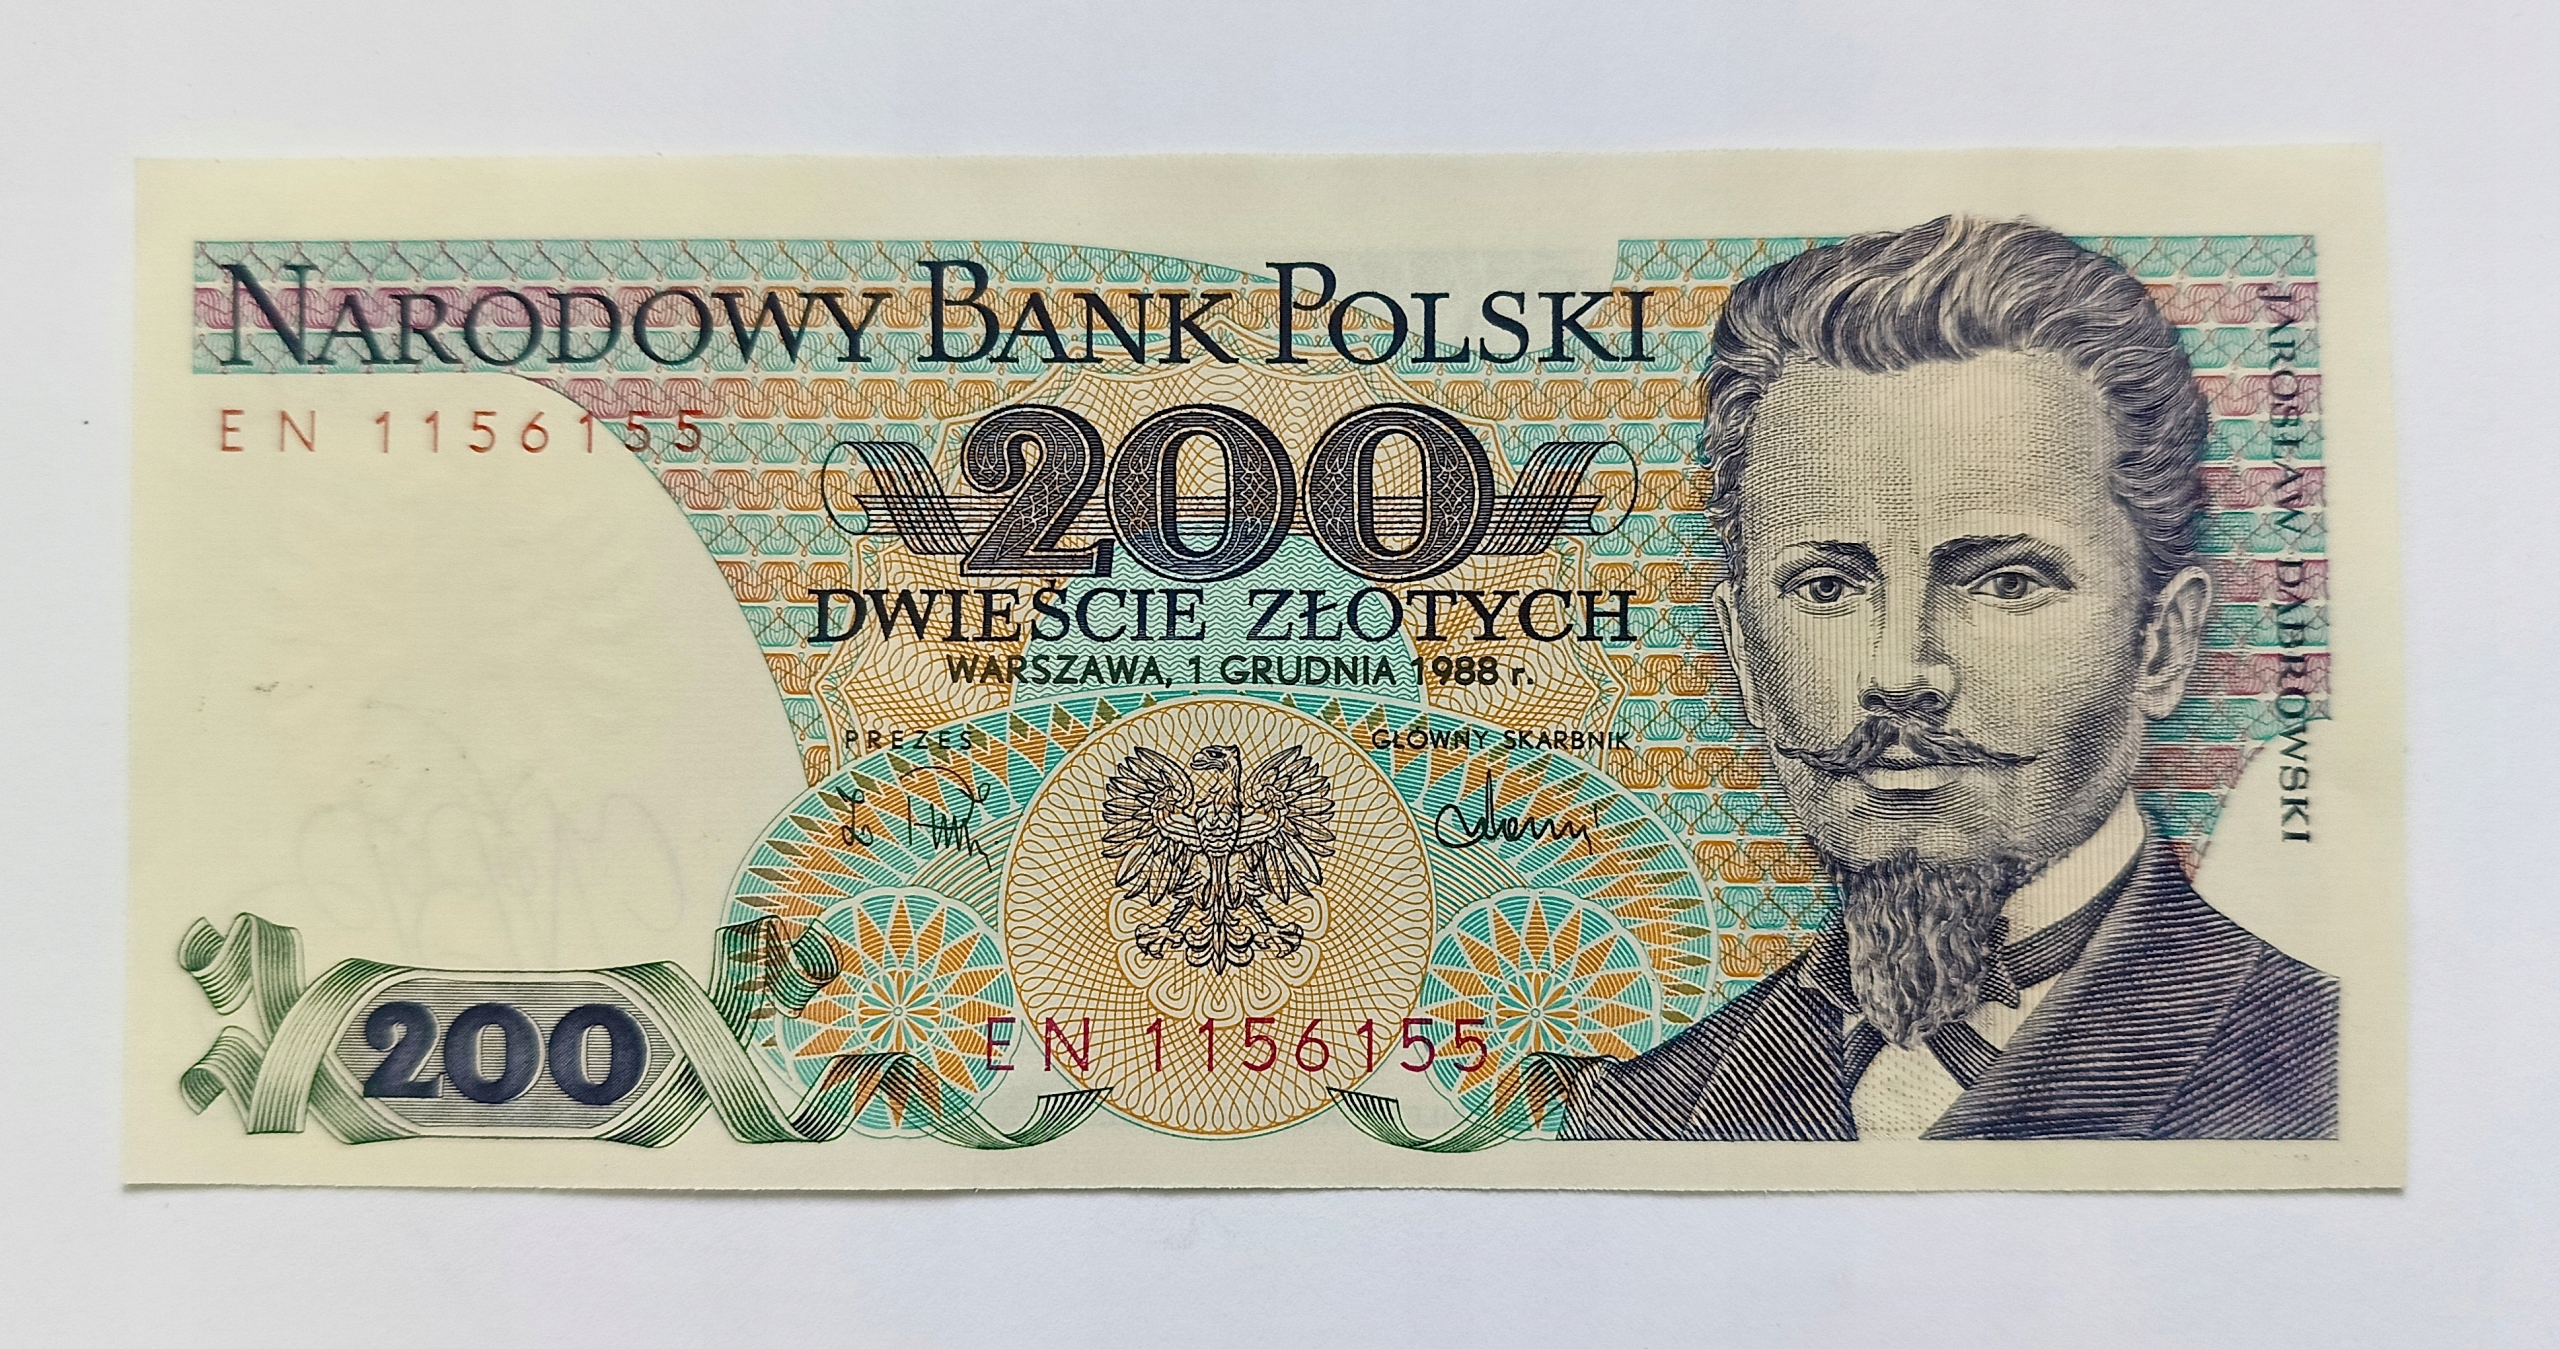 NARODOWY BANK POLSKI
EN 1156155
200
DWIEŚCIE ZŁOTYCH
WARSZAWA, 1 GRUDNIA 1988 r.
PREZES
GŁÓWNY SKARBNIK
EN 1156155
200
JAROSŁAW DĄBROWSKI